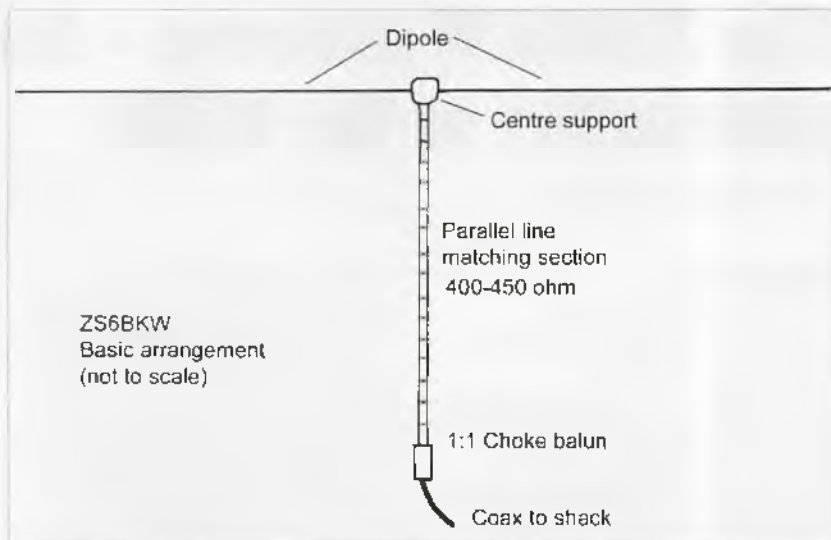 Dipole
Centre support
Parallel line
matching section
400-450 ohm
ZS6BKW
Basic arrangement
(not to scale)
1:1 Choke balun
Coax to shack